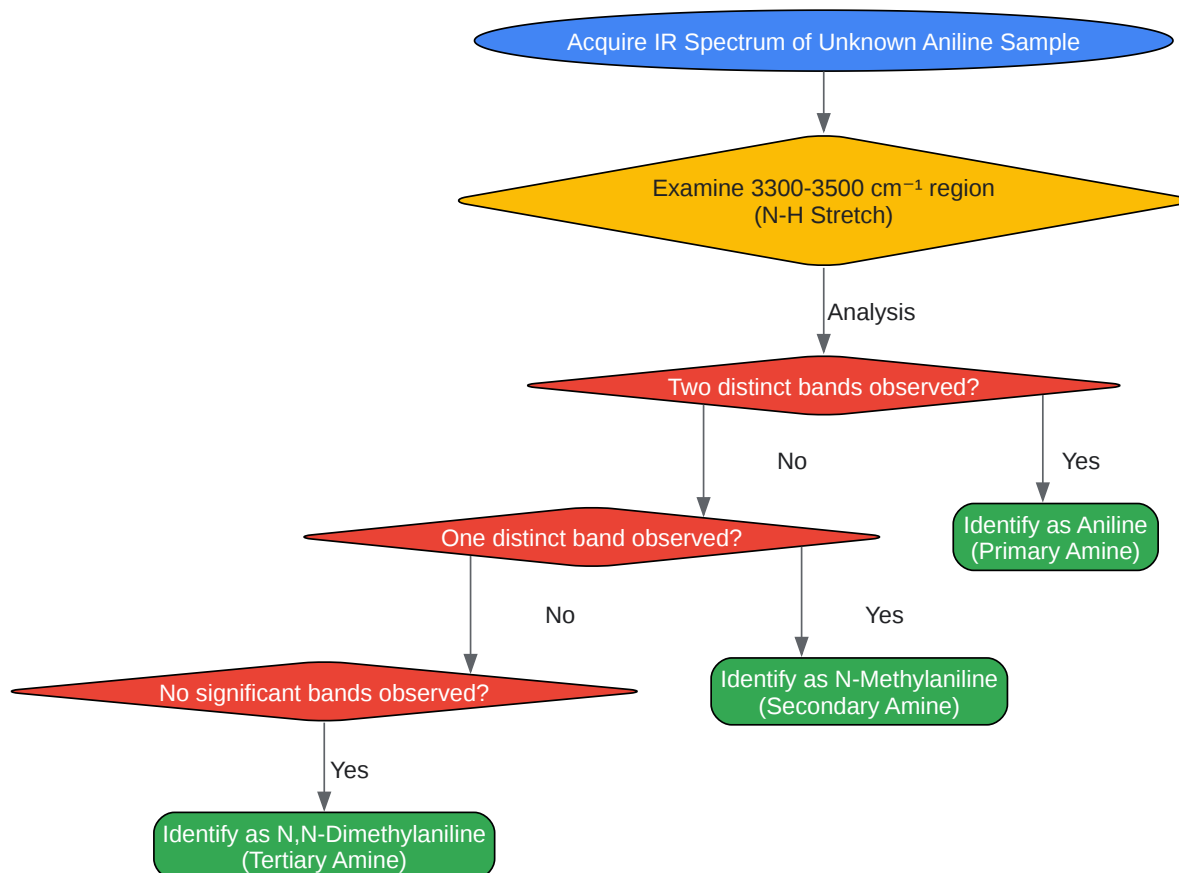 Acquire IR Spectrum of Unknown Aniline Sample
Examine 3300-3500 cm⁻¹ region
(N-H Stretch)
Analysis
Two distinct bands observed?
No
Yes
Identify as Aniline
(Primary Amine)
One distinct band observed?
No
Yes
Identify as N-Methylaniline
(Secondary Amine)
No significant bands observed?
Yes
Identify as N,N-Dimethylaniline
(Tertiary Amine)